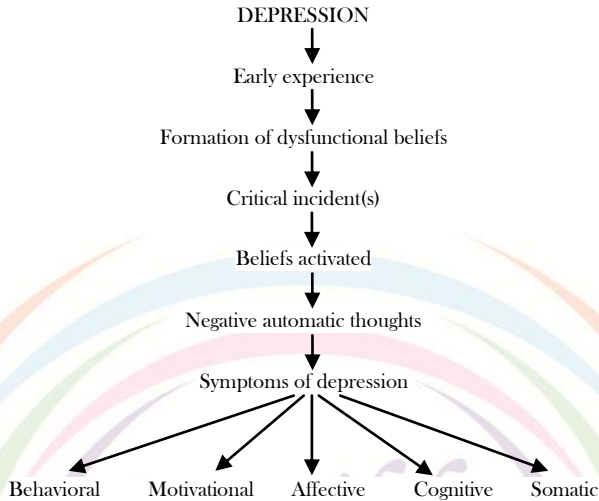 DEPRESSION
Early experience
Formation of dysfunctional beliefs
Critical incident(s)
Beliefs activated
Negative automatic thoughts
Symptoms of depression
Behavioral Motivational Affective Cognitive Somatic